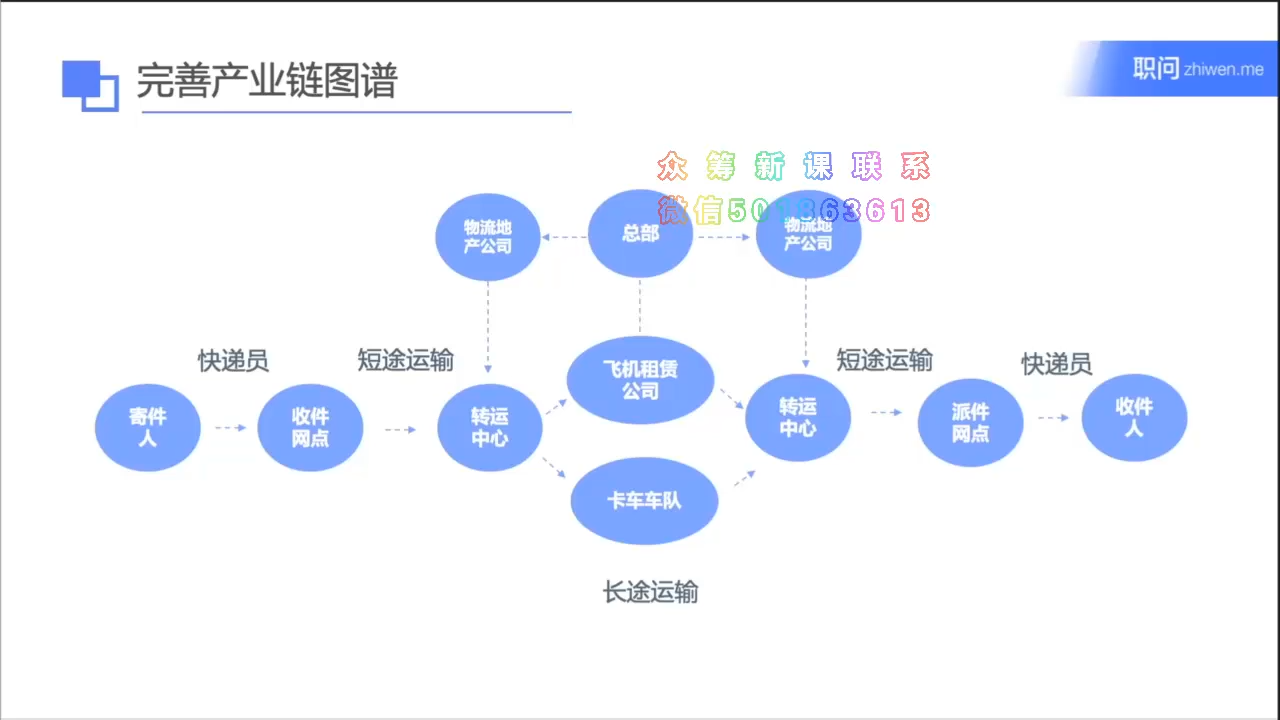 完善产业链图谱
职问 zhiwen.me
众筹新课联系
微信501863613
物流地
产公司
总部
物流地
产公司
快递员
短途运输
飞机租赁
公司
短途运输
快递员
寄件
人
收件
网点
转运
中心
转运
中心
派件
网点
收件
人
卡车车队
长途运输